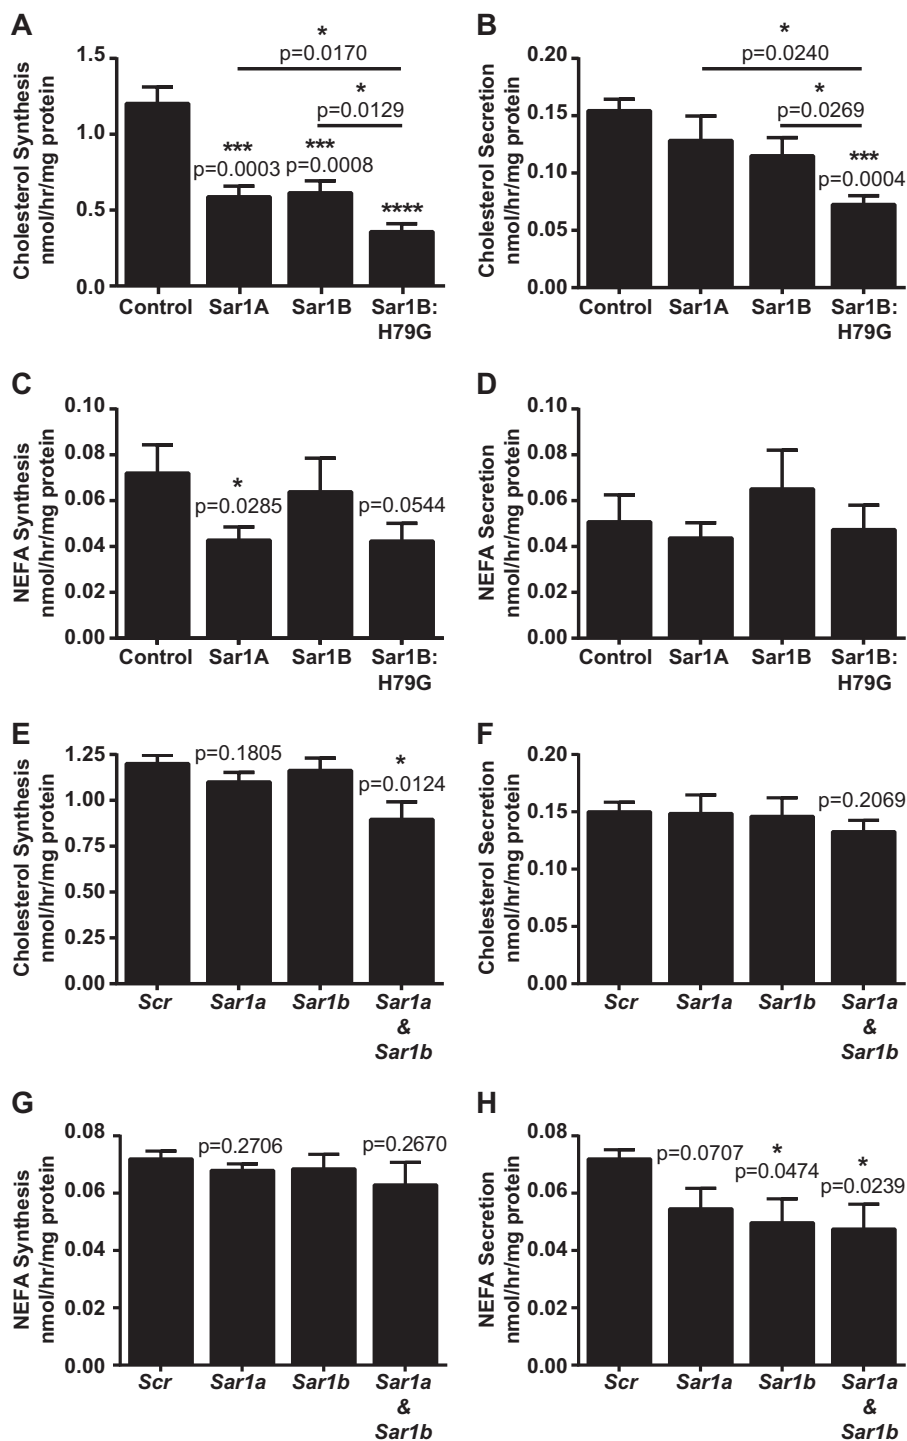 A
Cholesterol Synthesis
nmol/hr/mg protein
1.5
1.0
0.5
0.0
*
p=0.0170
*
p=0.0129
***
p=0.0003
***
p=0.0008
****
Control
Sar1A
Sar1B
Sar1B:
H79G
B
Cholesterol Secretion
nmol/hr/mg protein
0.20
0.15
0.10
0.05
0.00
*
p=0.0240
*
p=0.0269
***
p=0.0004
Control
Sar1A
Sar1B
Sar1B:
H79G
C
NEFA Synthesis
nmol/hr/mg protein
0.10
0.08
0.06
0.04
0.02
0.00
*
p=0.0285
p=0.0544
Control
Sar1A
Sar1B
Sar1B:
H79G
D
NEFA Secretion
nmol/hr/mg protein
0.10
0.08
0.06
0.04
0.02
0.00
Control
Sar1A
Sar1B
Sar1B:
H79G
E
Cholesterol Synthesis
nmol/hr/mg protein
1.25
1.00
0.75
0.50
0.25
0.00
p=0.1805
*
p=0.0124
Scr
Sar1a
Sar1b
Sar1a
&
Sar1b
F
Cholesterol Secretion
nmol/hr/mg protein
0.20
0.15
0.10
0.05
0.00
p=0.2069
Scr
Sar1a
Sar1b
Sar1a
&
Sar1b
G
NEFA Synthesis
nmol/hr/mg protein
0.08
0.06
0.04
0.02
0.00
p=0.2706
p=0.2670
Scr
Sar1a
Sar1b
Sar1a
&
Sar1b
H
NEFA Secretion
nmol/hr/mg protein
0.08
0.06
0.04
0.02
0.00
p=0.0707
*
p=0.0474
*
p=0.0239
Scr
Sar1a
Sar1b
Sar1a
&
Sar1b